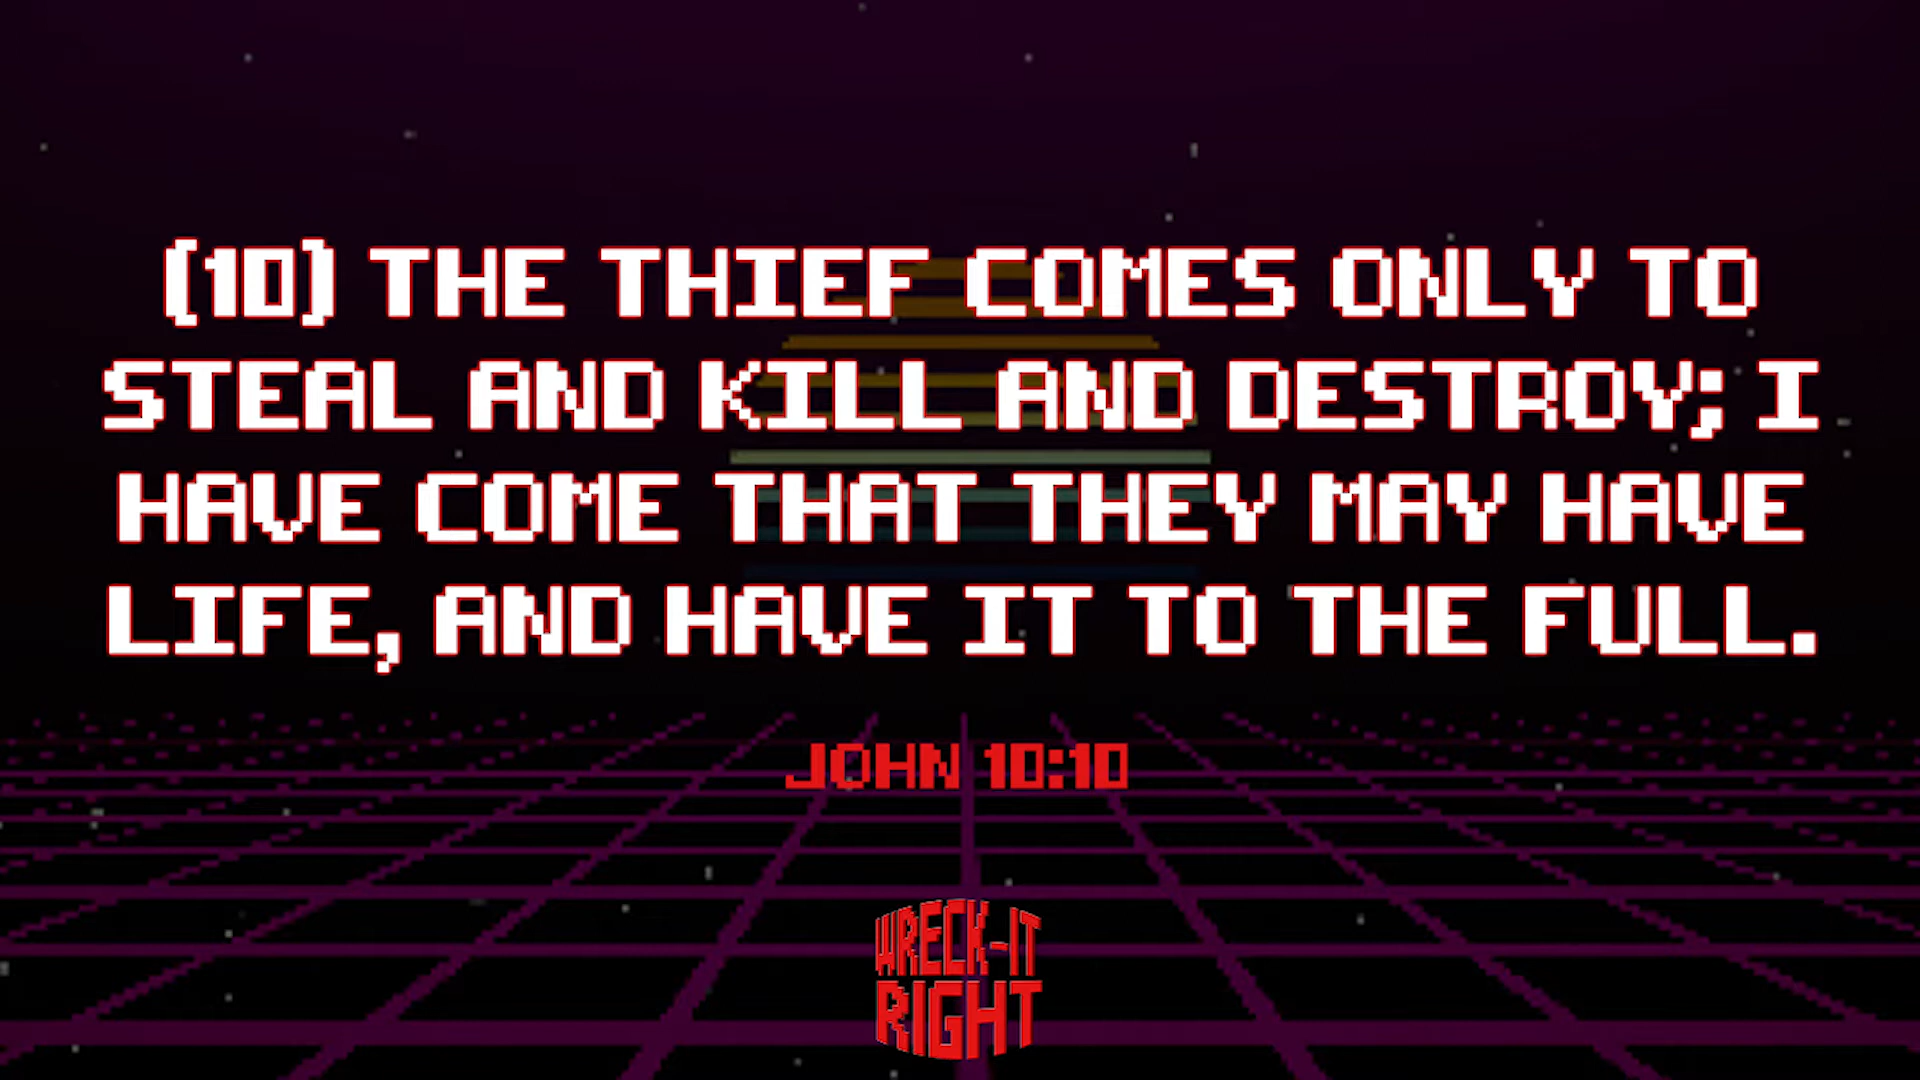 (10) THE THIEF COMES ONLY TO
STEAL AND KILL AND DESTROY; I
HAVE COME THAT THEY MAY HAVE
LIFE, AND HAVE IT TO THE FULL.
JOHN 10:10
WRECK-IT
RIGHT